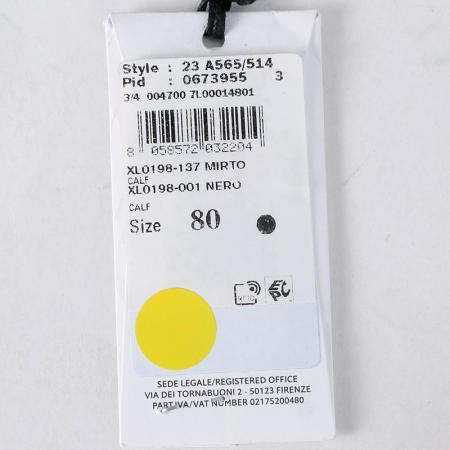 Style : 23 A565/514
Pid : 0673955 3
3/4 004700 7L00014801
8 058572 032204
XL0198-137 MIRTO
CALF
XL0198-001 NERO
CALF
Size 80
RFID
EPC
SEDE LEGALE/REGISTERED OFFICE
VIA DEI TORNABUONI 2 - 50123 FIRENZE
PART.IVA/VAT NUMBER 02175200480